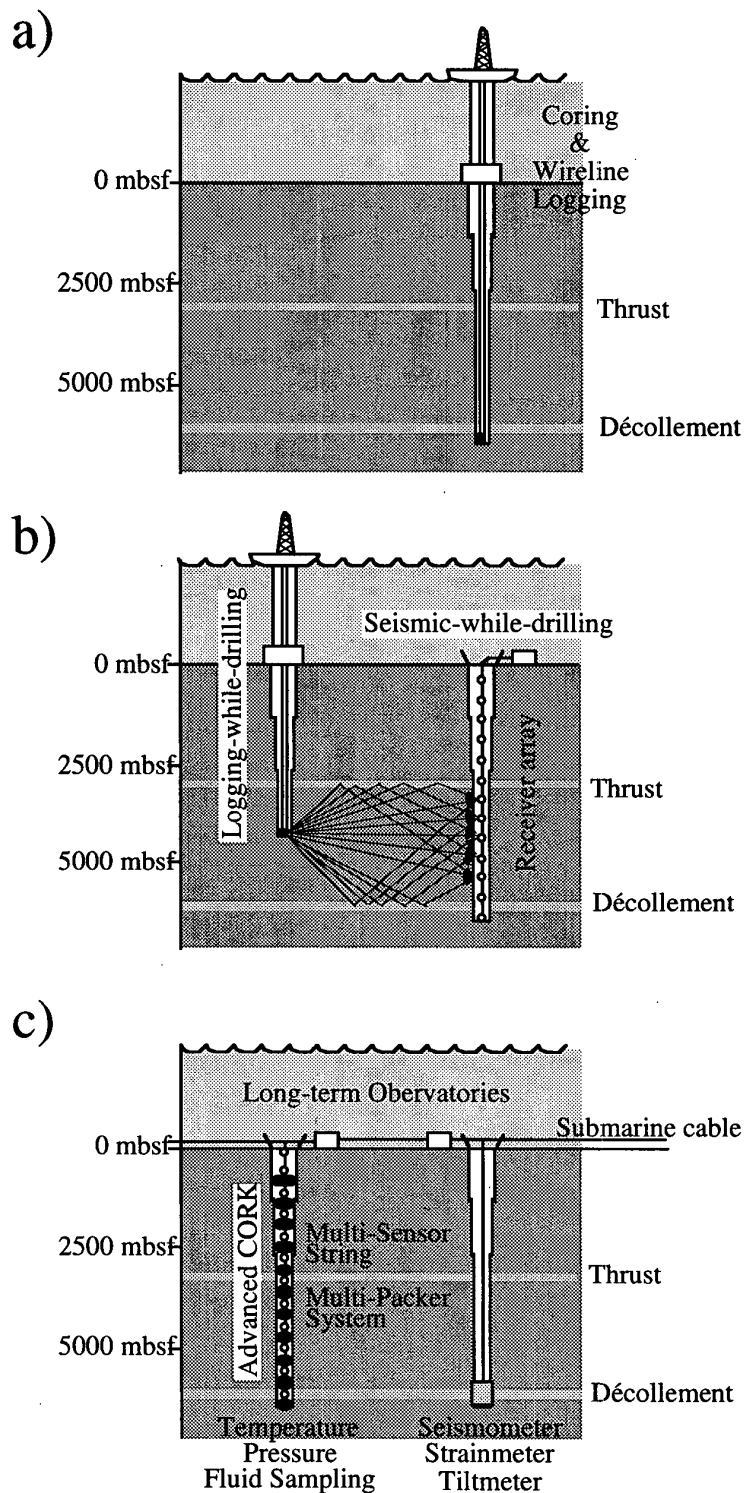 a)
Coring
&
Wireline
Logging
0 mbsf
2500 mbsf
Thrust
5000 mbsf
Décollement
b)
Logging-while-drilling
Seismic-while-drilling
0 mbsf
Receiver array
2500 mbsf
Thrust
5000 mbsf
Décollement
c)
Long-term Obervatories
Submarine cable
0 mbsf
Advanced CORK
Multi-Sensor
String
2500 mbsf
Thrust
Multi-Packer
System
5000 mbsf
Décollement
Temperature
Pressure
Fluid Sampling
Seismometer
Strainmeter
Tiltmeter